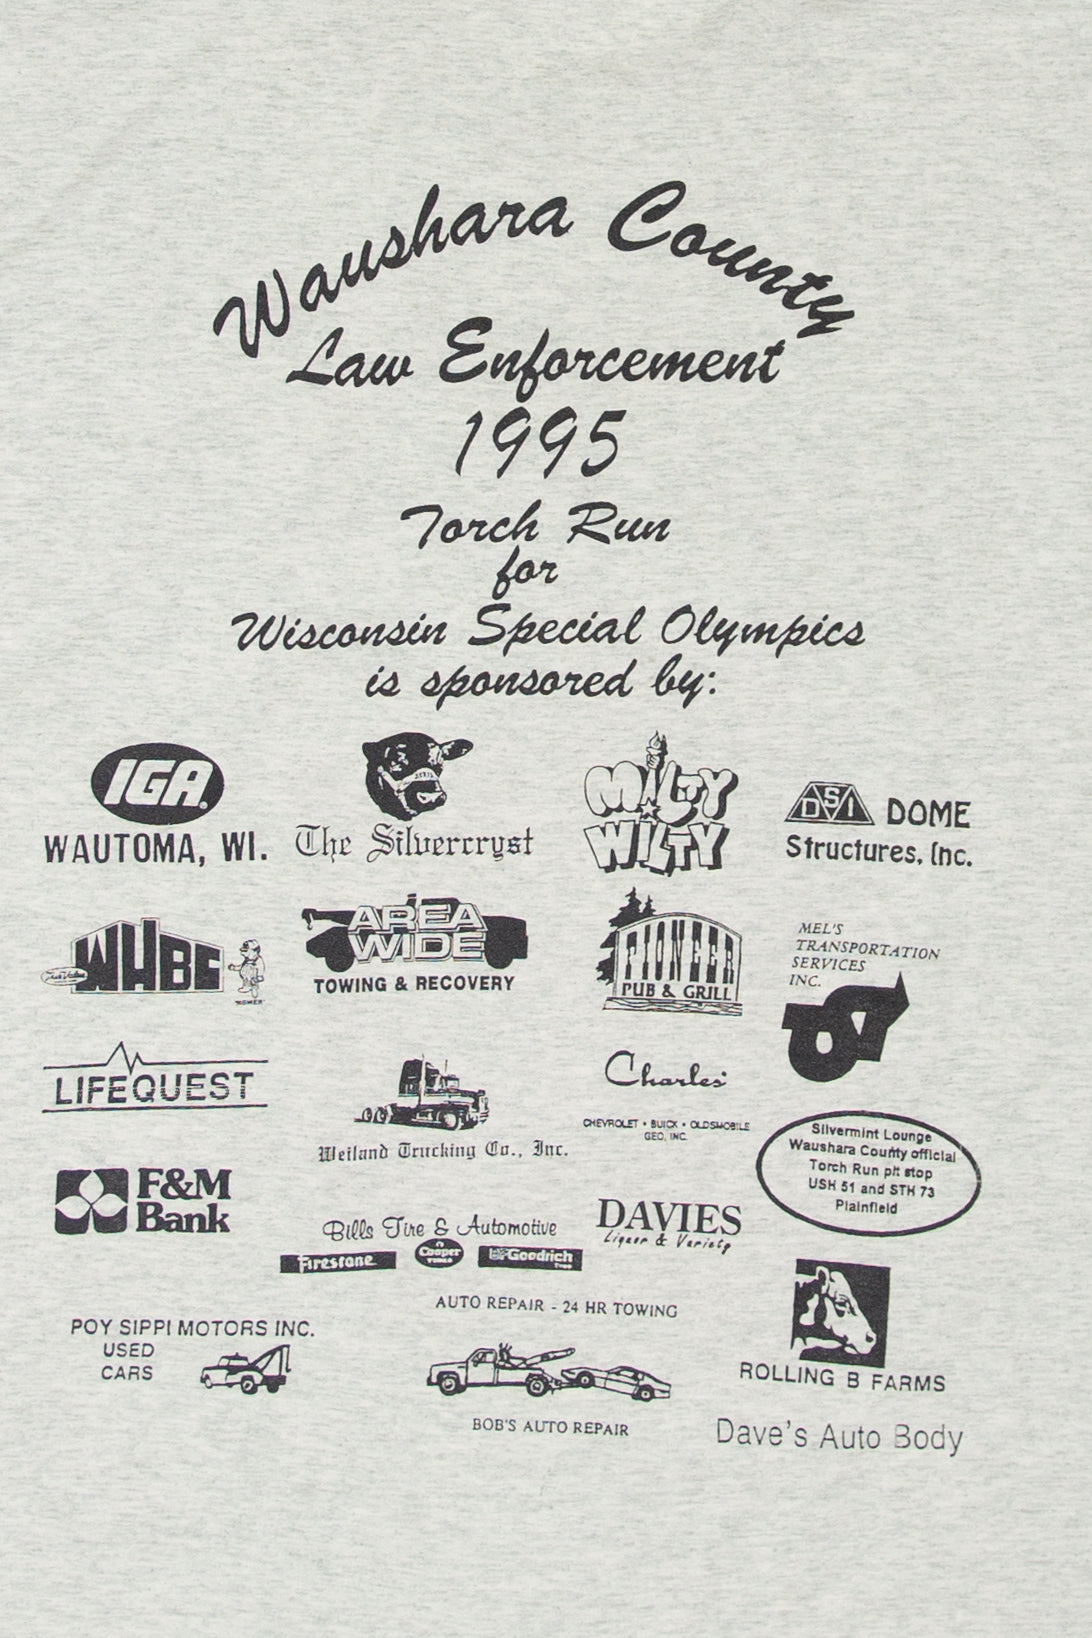 Waushara County
Law Enforcement
1995
Torch Run
for
Wisconsin Special Olympics
is sponsored by:
IGA
WAUTOMA, WI.
The Silvercryst
MILTY
WILTY
DSI DOME
Structures, Inc.
WHBC
"HOMER"
AREA
WIDE
TOWING & RECOVERY
PIONEER
PUB & GRILL
MEL'S
TRANSPORTATION
SERVICES
INC.
LIFEQUEST
Weiland Trucking Co., Inc.
Charles'
CHEVROLET • BUICK • OLDSMOBILE
GEO, INC.
Silvermint Lounge
Waushara County official
Torch Run pit stop
USH 51 and STH 73
Plainfield
F&M
Bank
Bills Tire & Automotive
Firestone Cooper TIRES BFGoodrich
DAVIES
Liquor & Variety
POY SIPPI MOTORS INC.
USED
CARS
AUTO REPAIR - 24 HR TOWING
BOB'S AUTO REPAIR
ROLLING B FARMS
Dave's Auto Body